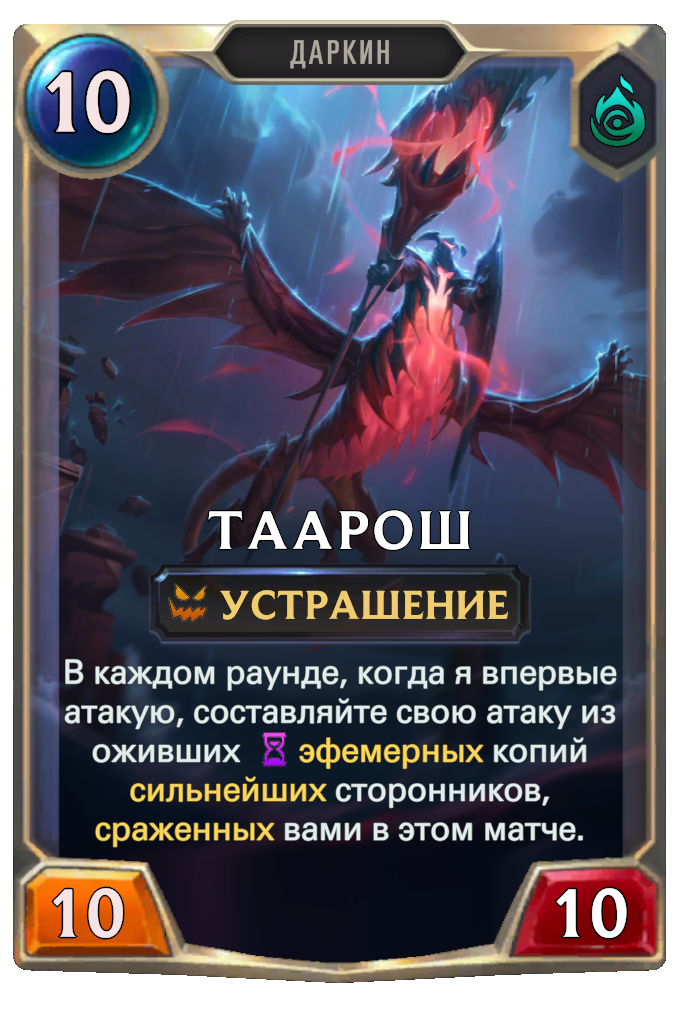 ДАРКИН
10
ТААРОШ
УСТРАШЕНИЕ
В каждом раунде, когда я впервые
атакую, составляйте свою атаку из
оживших эфемерных копий
сильнейших сторонников,
сраженных вами в этом матче.
10
10